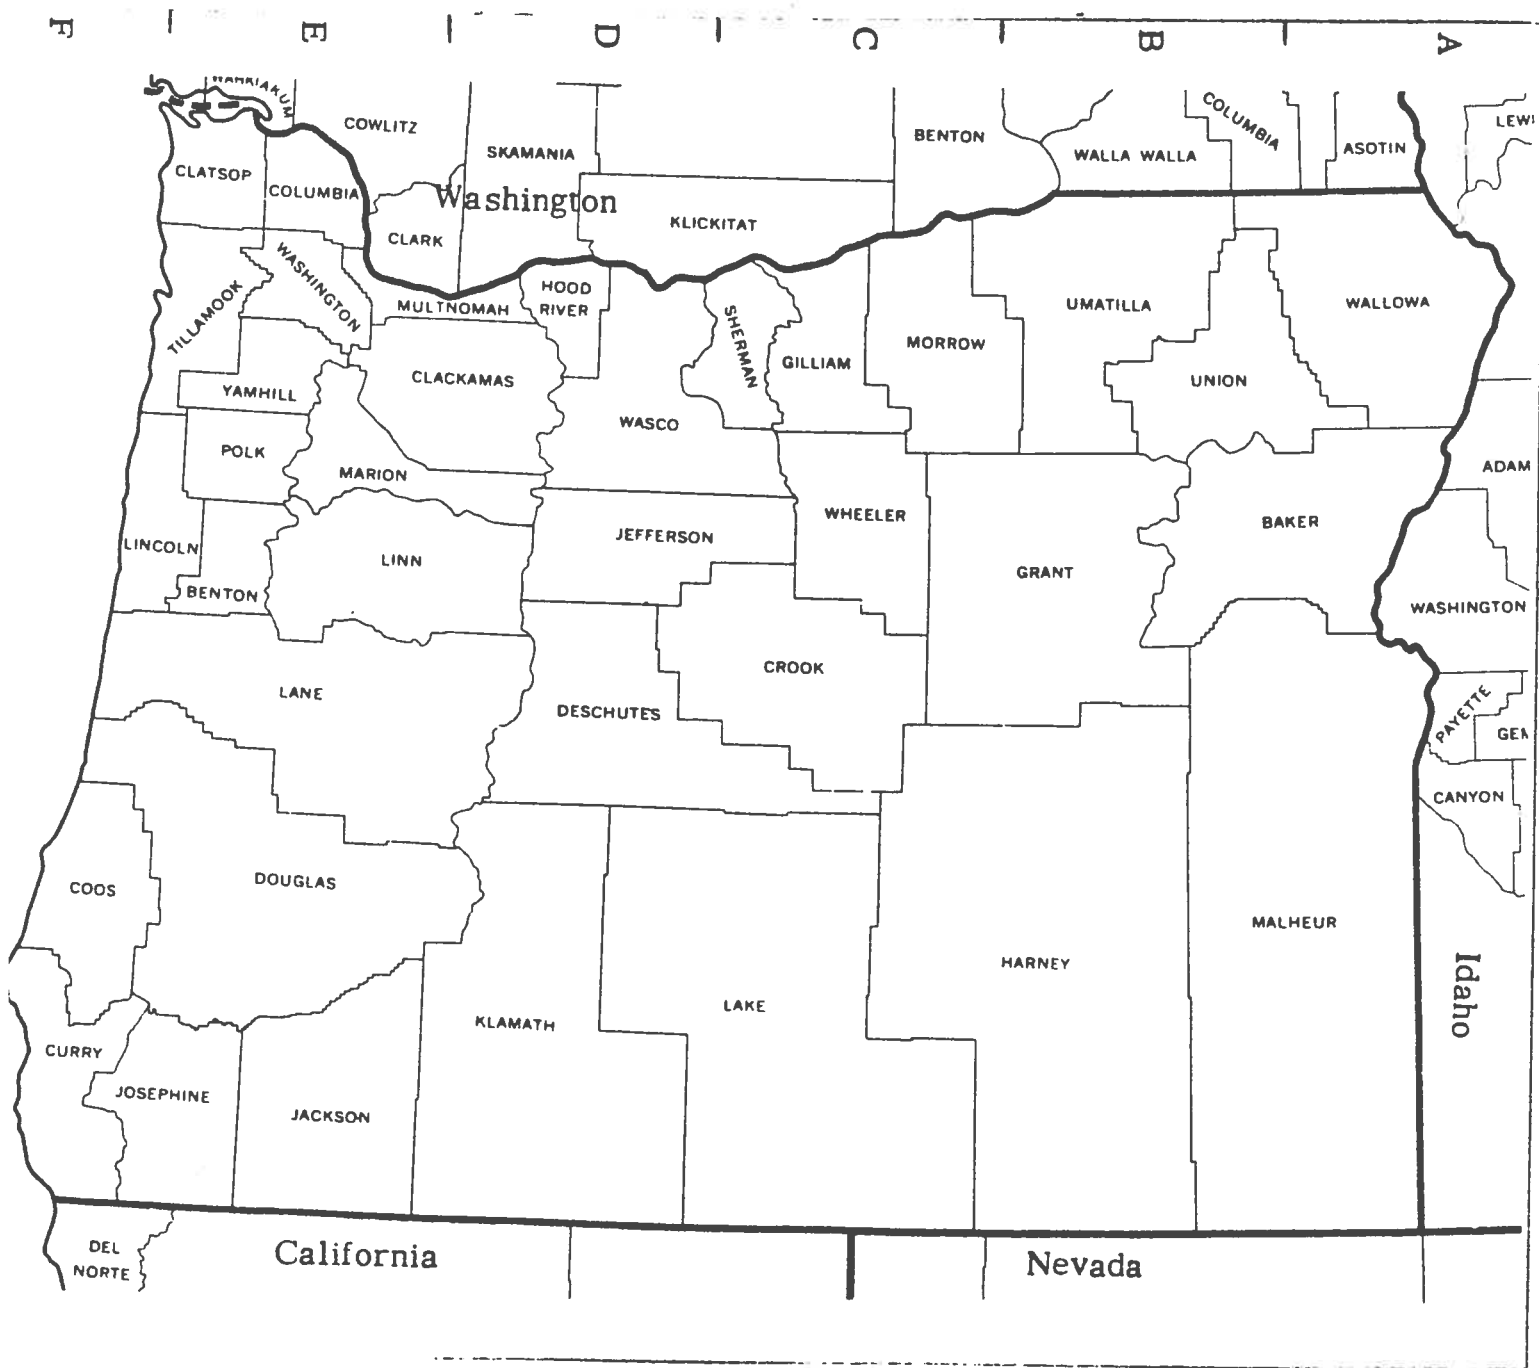 F E D C B A
WAHKIAKUM
COWLITZ
SKAMANIA
BENTON
WALLA WALLA
COLUMBIA
ASOTIN
CLATSOP
COLUMBIA
Washington
CLARK
KLICKITAT
TILLAMOOK
WASHINGTON
MULTNOMAH
HOOD
RIVER
SHERMAN
GILLIAM
MORROW
UMATILLA
WALLOWA
YAMHILL
CLACKAMAS
WASCO
UNION
POLK
MARION
WHEELER
BAKER
ADAM
LINCOLN
BENTON
LINN
JEFFERSON
GRANT
WASHINGTON
LANE
DESCHUTES
CROOK
PAYETTE
CANYON
COOS
DOUGLAS
KLAMATH
LAKE
HARNEY
MALHEUR
Idaho
CURRY
JOSEPHINE
JACKSON
DEL
NORTE
California
Nevada